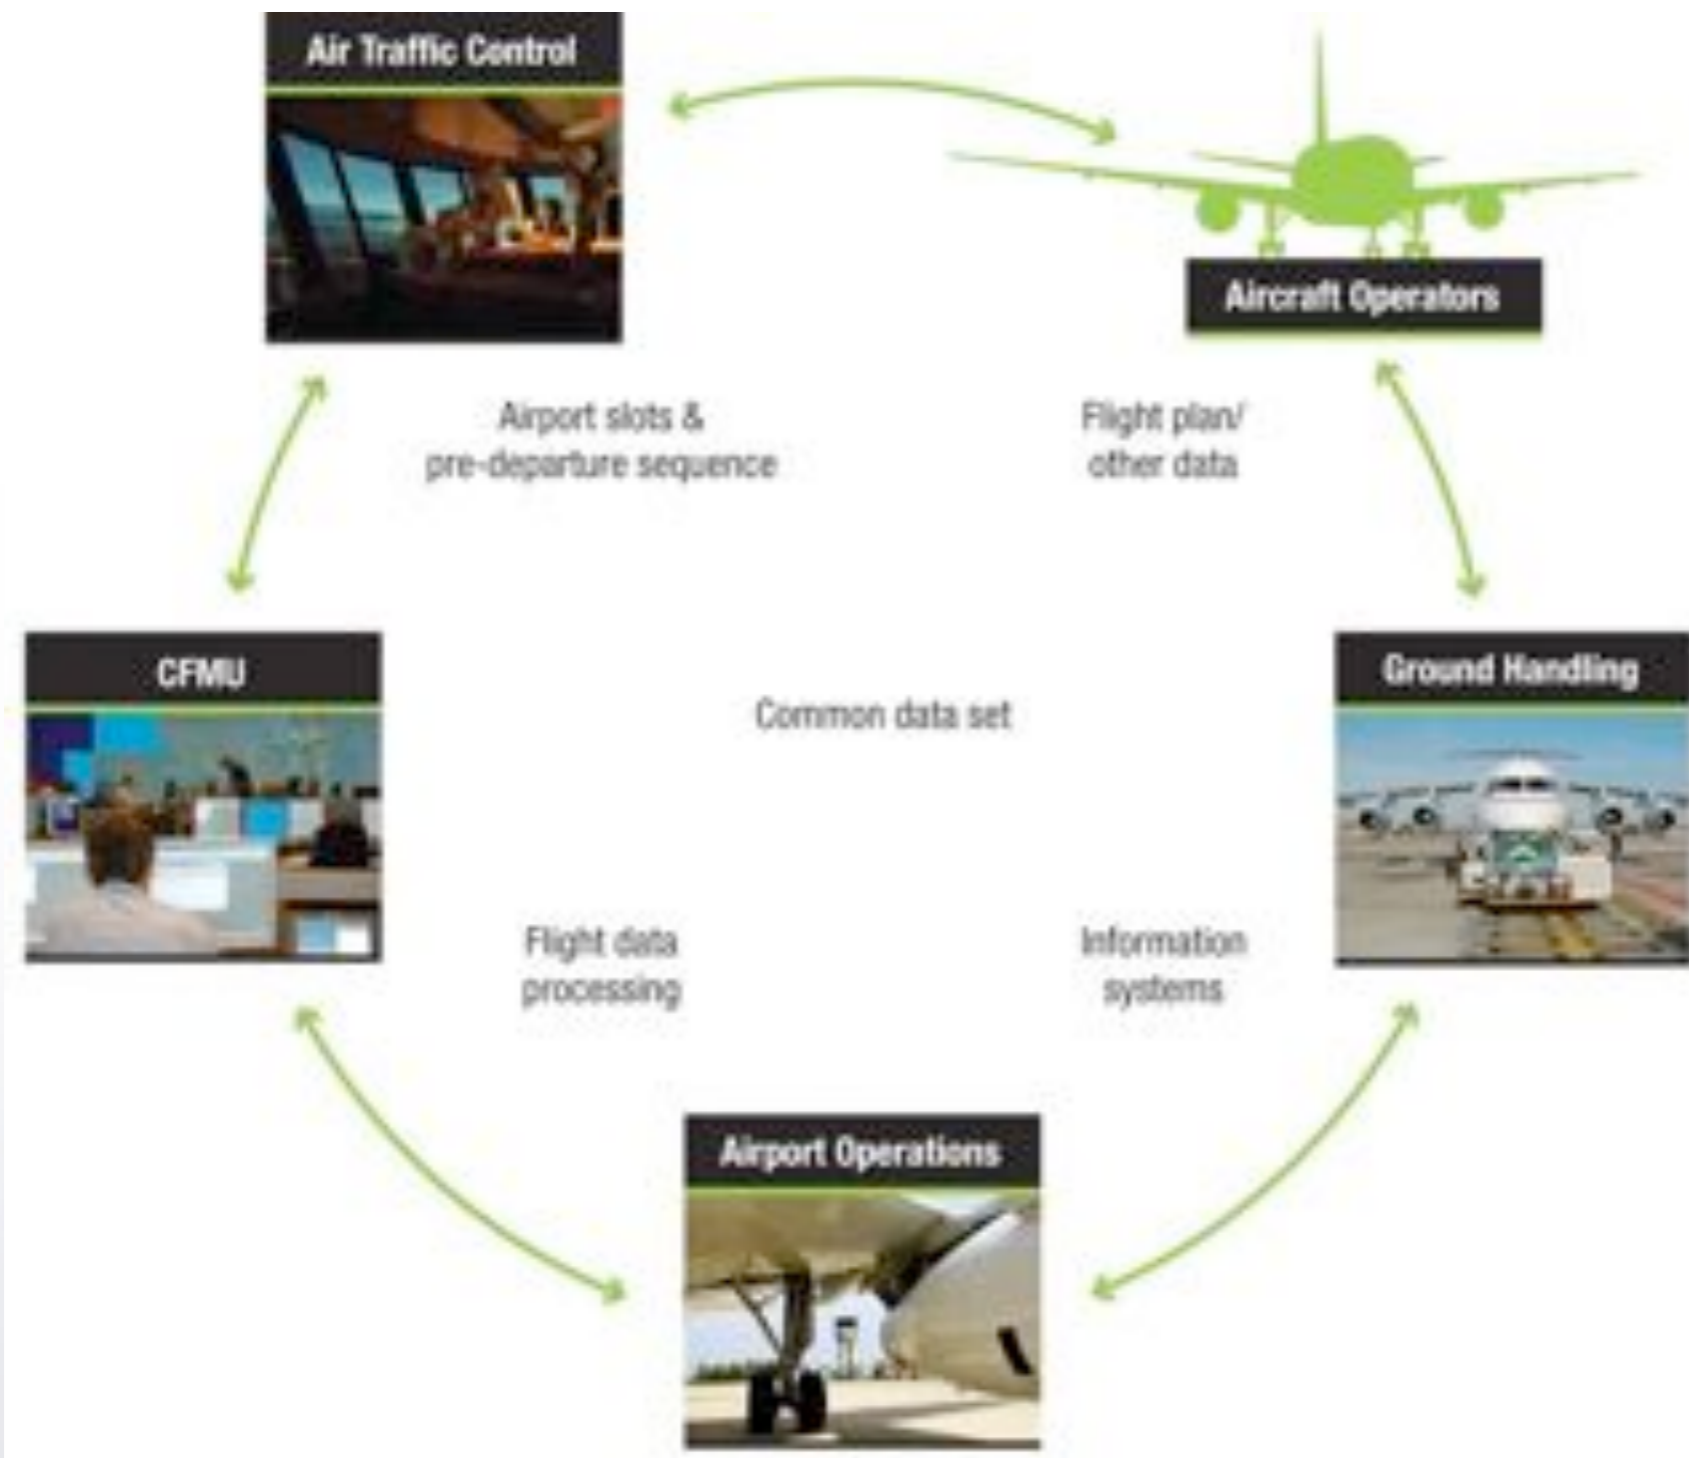 Air Traffic Control
Aircraft Operators
Airport slots &
pre-departure sequence
Flight plan/
other data
CFMU
Ground Handling
Common data set
Flight data
processing
Information
systems
Airport Operations